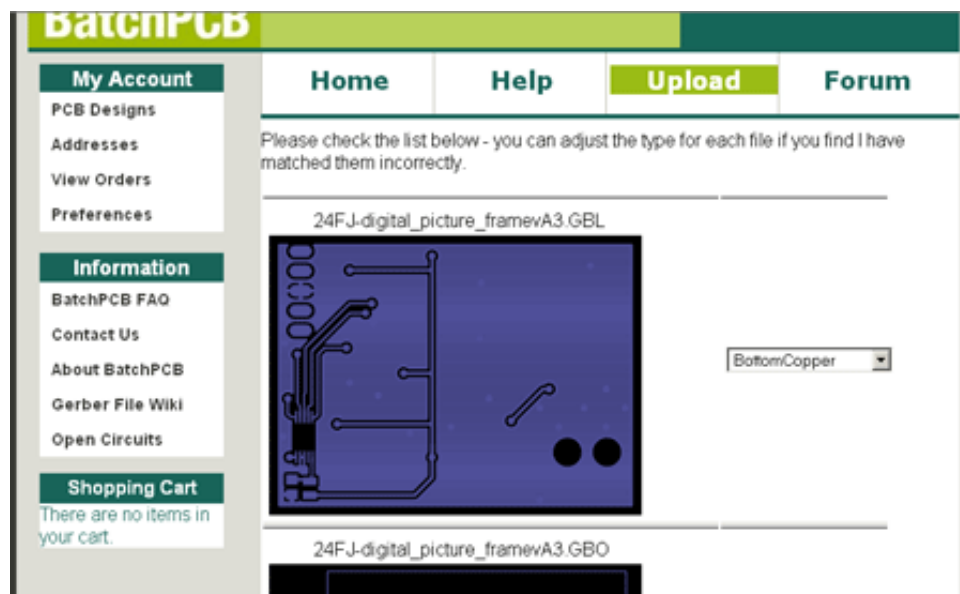 BatchPCB
Home
Help
Upload
Forum
My Account
PCB Designs
Addresses
View Orders
Preferences
Information
BatchPCB FAQ
Contact Us
About BatchPCB
Gerber File Wiki
Open Circuits
Shopping Cart
There are no items in
your cart.
Please check the list below - you can adjust the type for each file if you find I have
matched them incorrectly.
24FJ-digital_picture_framevA3.GBL
BottomCopper
24FJ-digital_picture_framevA3.GBO